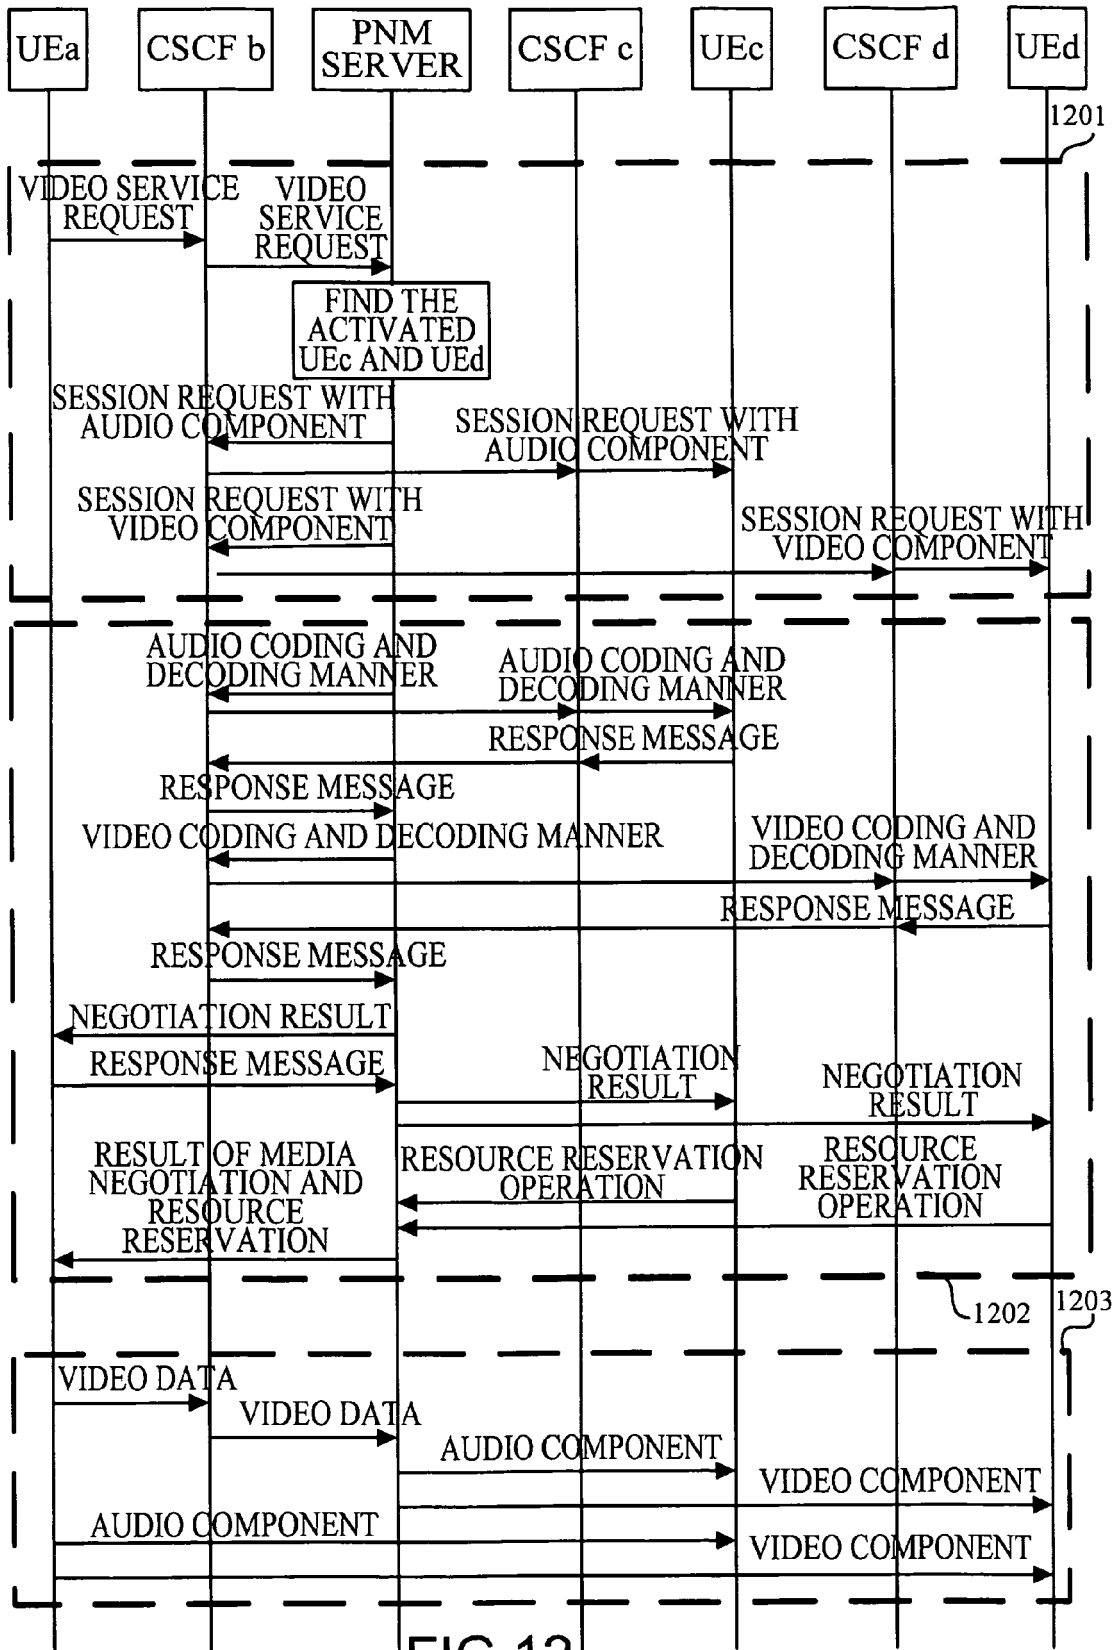 UEa
CSCF b
PNM
SERVER
CSCF c
UEc
CSCF d
UEd
1201
VIDEO SERVICE
REQUEST
VIDEO
SERVICE
REQUEST
FIND THE
ACTIVATED
UEc AND UEd
SESSION REQUEST WITH
AUDIO COMPONENT
SESSION REQUEST WITH
AUDIO COMPONENT
SESSION REQUEST WITH
VIDEO COMPONENT
SESSION REQUEST WITH
VIDEO COMPONENT
AUDIO CODING AND
DECODING MANNER
AUDIO CODING AND
DECODING MANNER
RESPONSE MESSAGE
RESPONSE MESSAGE
VIDEO CODING AND DECODING MANNER
VIDEO CODING AND
DECODING MANNER
RESPONSE MESSAGE
RESPONSE MESSAGE
NEGOTIATION RESULT
RESPONSE MESSAGE
NEGOTIATION
RESULT
NEGOTIATION
RESULT
RESULT OF MEDIA
NEGOTIATION AND
RESOURCE
RESERVATION
RESOURCE RESERVATION
OPERATION
RESOURCE
RESERVATION
OPERATION
1202
1203
VIDEO DATA
VIDEO DATA
AUDIO COMPONENT
VIDEO COMPONENT
AUDIO COMPONENT
VIDEO COMPONENT
FIG.12